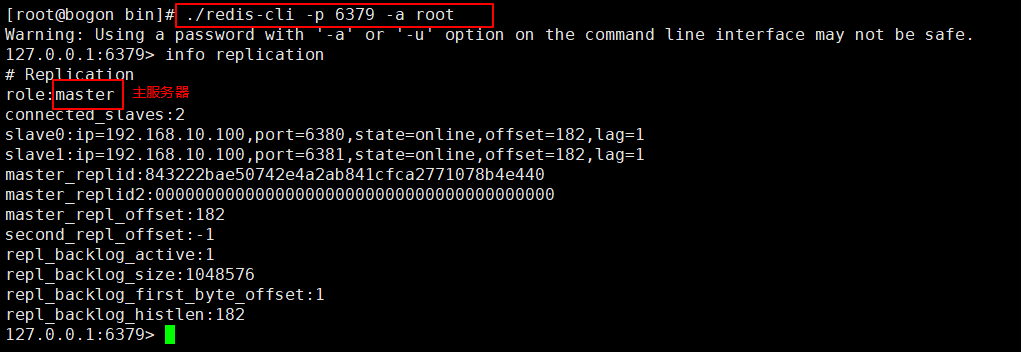 [root@bogon bin]# ./redis-cli -p 6379 -a root
Warning: Using a password with '-a' or '-u' option on the command line interface may not be safe.
127.0.0.1:6379> info replication
# Replication
role:master 主服务器
connected_slaves:2
slave0:ip=192.168.10.100,port=6380,state=online,offset=182,lag=1
slave1:ip=192.168.10.100,port=6381,state=online,offset=182,lag=1
master_replid:843222bae50742e4a2ab841cfca2771078b4e440
master_replid2:0000000000000000000000000000000000000000
master_repl_offset:182
second_repl_offset:-1
repl_backlog_active:1
repl_backlog_size:1048576
repl_backlog_first_byte_offset:1
repl_backlog_histlen:182
127.0.0.1:6379>